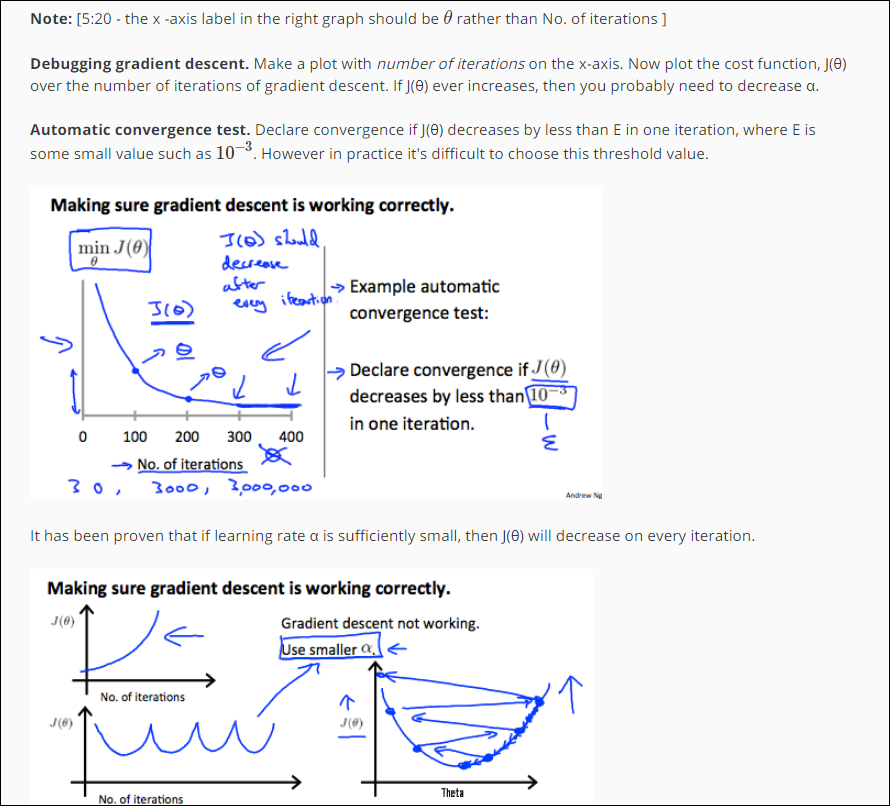 Note: [5:20 - the x -axis label in the right graph should be θ rather than No. of iterations ]
Debugging gradient descent. Make a plot with number of iterations on the x-axis. Now plot the cost function, J(θ)
over the number of iterations of gradient descent. If J(θ) ever increases, then you probably need to decrease α.
Automatic convergence test. Declare convergence if J(θ) decreases by less than E in one iteration, where E is
some small value such as 10⁻³. However in practice it's difficult to choose this threshold value.
Making sure gradient descent is working correctly.
min J(θ)
θ
J(θ) should
decrease
after
every iteration.
J(θ)
θ
θ
0 100 200 300 400
→ No. of iterations
30, 3000, 3,000,000
→ Example automatic
convergence test:
→ Declare convergence if J(θ)
decreases by less than 10⁻³
in one iteration.
ε
Andrew Ng
It has been proven that if learning rate α is sufficiently small, then J(θ) will decrease on every iteration.
Making sure gradient descent is working correctly.
J(θ)
No. of iterations
Gradient descent not working.
Use smaller α.
J(θ)
No. of iterations
J(θ)
Theta